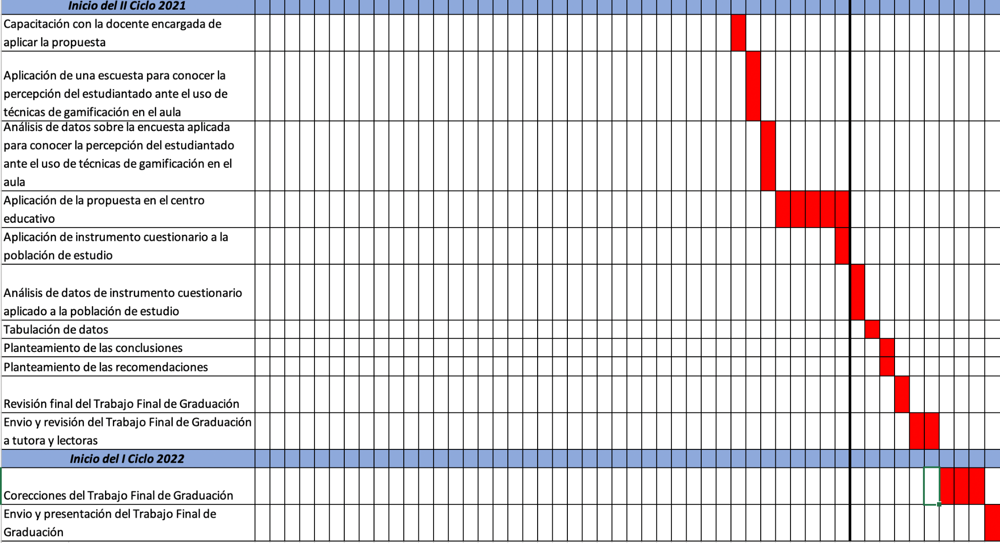 Inicio del II Ciclo 2021
Capacitación con la docente encargada de
aplicar la propuesta
Aplicación de una escuesta para conocer la
percepción del estudiantado ante el uso de
técnicas de gamificación en el aula
Análisis de datos sobre la encuesta aplicada
para conocer la percepción del estudiantado
ante el uso de técnicas de gamificación en el
aula
Aplicación de la propuesta en el centro
educativo
Aplicación de instrumento cuestionario a la
población de estudio
Análisis de datos de instrumento cuestionario
aplicado a la población de estudio
Tabulación de datos
Planteamiento de las conclusiones
Planteamiento de las recomendaciones
Revisión final del Trabajo Final de Graduación
Envio y revisión del Trabajo Final de Graduación
a tutora y lectoras
Inicio del I Ciclo 2022
Corecciones del Trabajo Final de Graduación
Envio y presentación del Trabajo Final de
Graduación